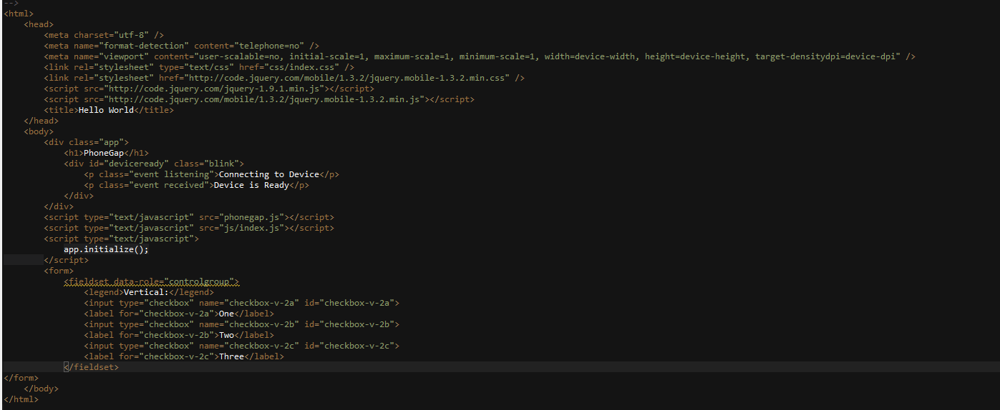 -->
<html>
    <head>
        <meta charset="utf-8" />
        <meta name="format-detection" content="telephone=no" />
        <meta name="viewport" content="user-scalable=no, initial-scale=1, maximum-scale=1, minimum-scale=1, width=device-width, height=device-height, target-densitydpi=device-dpi" />
        <link rel="stylesheet" type="text/css" href="css/index.css" />
        <link rel="stylesheet" href="http://code.jquery.com/mobile/1.3.2/jquery.mobile-1.3.2.min.css" />
        <script src="http://code.jquery.com/jquery-1.9.1.min.js"></script>
        <script src="http://code.jquery.com/mobile/1.3.2/jquery.mobile-1.3.2.min.js"></script>
        <title>Hello World</title>
    </head>
    <body>
        <div class="app">
            <h1>PhoneGap</h1>
            <div id="deviceready" class="blink">
                <p class="event listening">Connecting to Device</p>
                <p class="event received">Device is Ready</p>
            </div>
        </div>
        <script type="text/javascript" src="phonegap.js"></script>
        <script type="text/javascript" src="js/index.js"></script>
        <script type="text/javascript">
            app.initialize();
        </script>
        <form>
            <fieldset data-role="controlgroup">
                <legend>Vertical:</legend>
                <input type="checkbox" name="checkbox-v-2a" id="checkbox-v-2a">
                <label for="checkbox-v-2a">One</label>
                <input type="checkbox" name="checkbox-v-2b" id="checkbox-v-2b">
                <label for="checkbox-v-2b">Two</label>
                <input type="checkbox" name="checkbox-v-2c" id="checkbox-v-2c">
                <label for="checkbox-v-2c">Three</label>
            </fieldset>
</form>
    </body>
</html>